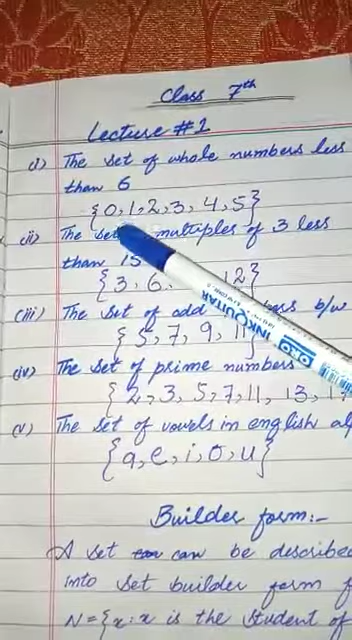 Class 7th
Lecture #1
(i) The set of whole numbers less
than 6
{0,1,2,3,4,5}
(ii) The set multiples of 3 less
than 15
{3, 6, 12}
(iii) The set of odd b/w
{5, 7, 9, 11}
(iv) The set of prime numbers
{2, 3, 5, 7, 11, 13,
(v) The set of vowels in english
{a, e, i, o, u}
Builder form:-
A set can be described
into set builder form
N={x:x is the student of
INKQUITAR
ORO